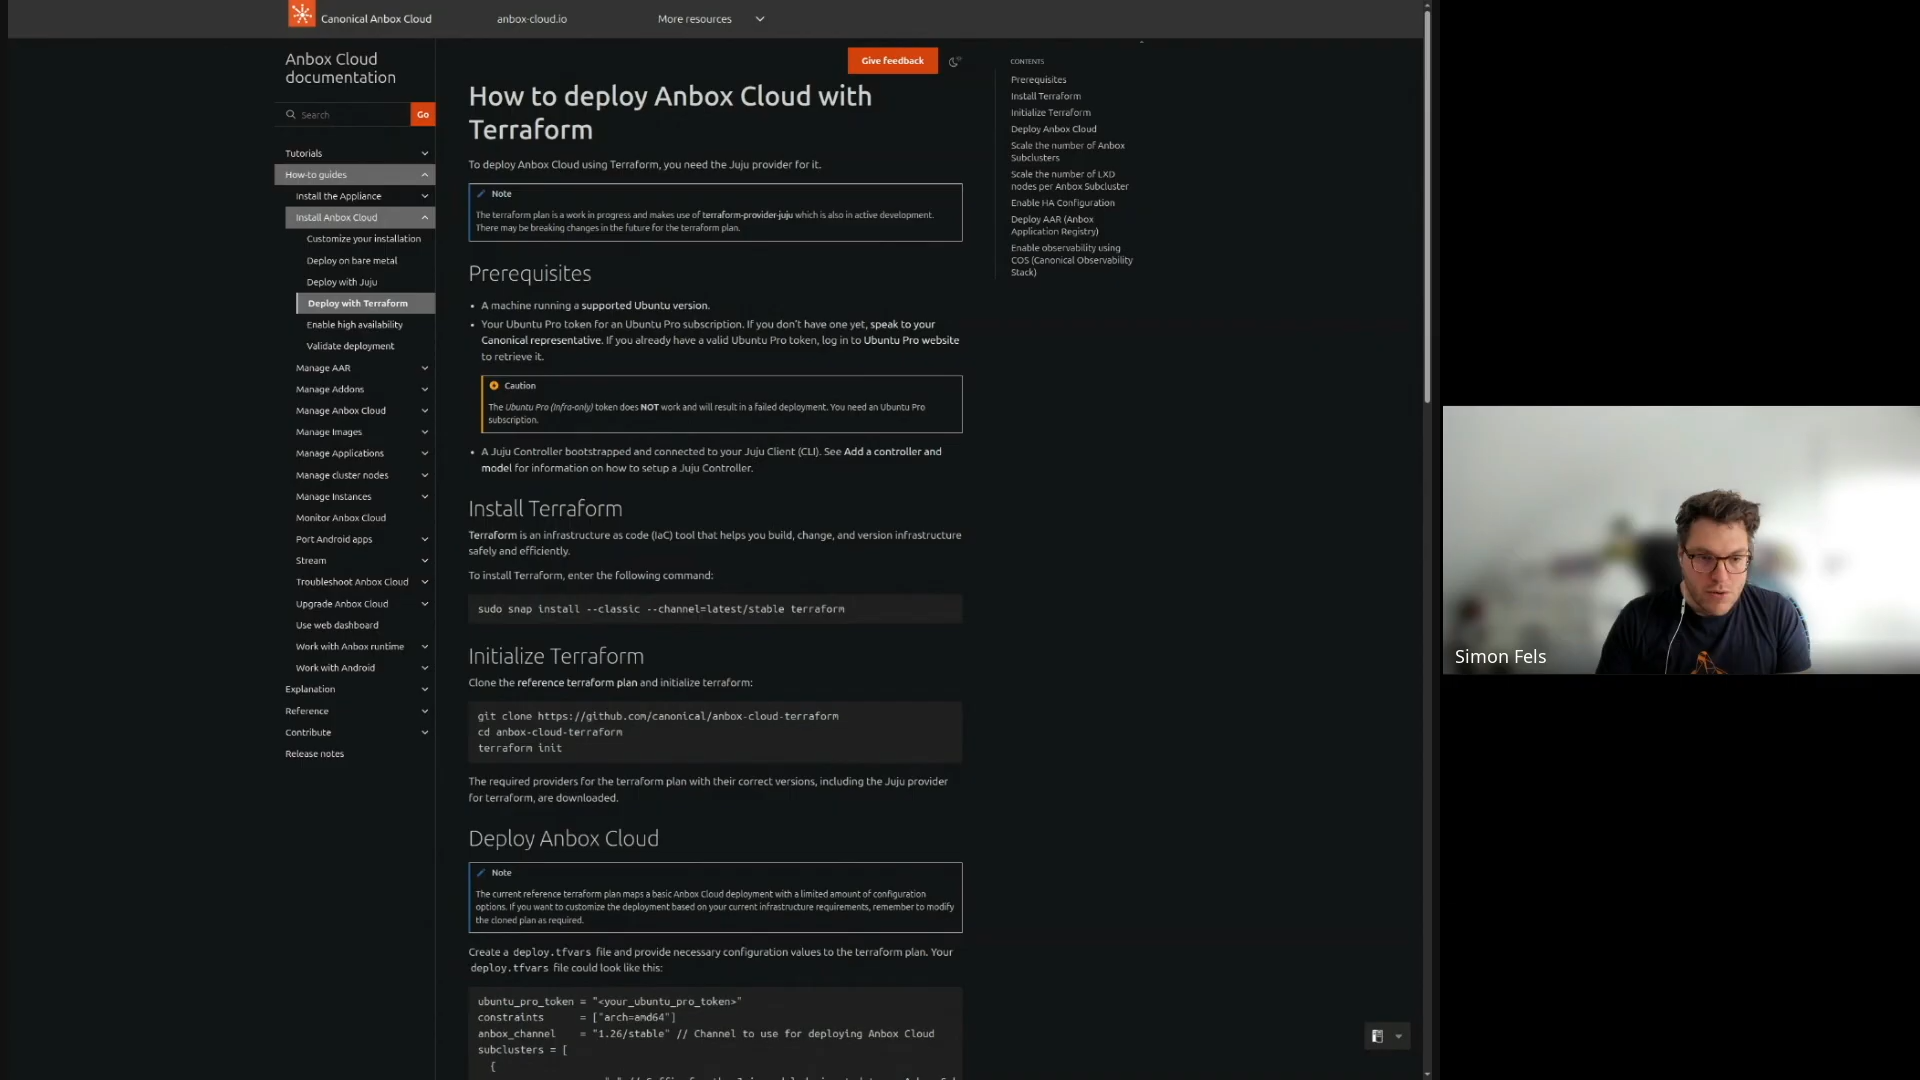 Canonical Anbox Cloud
anbox-cloud.io
More resources
Anbox Cloud
documentation
Search
Go
Tutorials
How-to guides
Install the Appliance
Install Anbox Cloud
Customize your installation
Deploy on bare metal
Deploy with Juju
Deploy with Terraform
Enable high availability
Validate deployment
Manage AAR
Manage Addons
Manage Anbox Cloud
Manage Images
Manage Applications
Manage cluster nodes
Manage Instances
Monitor Anbox Cloud
Port Android apps
Stream
Troubleshoot Anbox Cloud
Upgrade Anbox Cloud
Use web dashboard
Work with Anbox runtime
Work with Android
Explanation
Reference
Contribute
Release notes
Give feedback
How to deploy Anbox Cloud with
Terraform
To deploy Anbox Cloud using Terraform, you need the Juju provider for it.
Note
The terraform plan is a work in progress and makes use of terraform-provider-juju which is also in active development.
There may be breaking changes in the future for the terraform plan.
Prerequisites
• A machine running a supported Ubuntu version.
• Your Ubuntu Pro token for an Ubuntu Pro subscription. If you don't have one yet, speak to your
Canonical representative. If you already have a valid Ubuntu Pro token, log in to Ubuntu Pro website
to retrieve it.
Caution
The Ubuntu Pro (Infra-only) token does NOT work and will result in a failed deployment. You need an Ubuntu Pro
subscription.
• A Juju Controller bootstrapped and connected to your Juju Client (CLI). See Add a controller and
model for information on how to setup a Juju Controller.
Install Terraform
Terraform is an infrastructure as code (IaC) tool that helps you build, change, and version infrastructure
safely and efficiently.
To install Terraform, enter the following command:
sudo snap install --classic --channel=latest/stable terraform
Initialize Terraform
Clone the reference terraform plan and initialize terraform:
git clone https://github.com/canonical/anbox-cloud-terraform
cd anbox-cloud-terraform
terraform init
The required providers for the terraform plan with their correct versions, including the Juju provider
for terraform, are downloaded.
Deploy Anbox Cloud
Note
The current reference terraform plan maps a basic Anbox Cloud deployment with a limited amount of configuration
options. If you want to customize the deployment based on your current infrastructure requirements, remember to modify
the cloned plan as required.
Create a deploy.tfvars file and provide necessary configuration values to the terraform plan. Your
deploy.tfvars file could look like this:
ubuntu_pro_token = "<your_ubuntu_pro_token>"
constraints = ["arch=amd64"]
anbox_channel = "1.26/stable" // Channel to use for deploying Anbox Cloud
subclusters = [
{
CONTENTS
Prerequisites
Install Terraform
Initialize Terraform
Deploy Anbox Cloud
Scale the number of Anbox
Subclusters
Scale the number of LXD
nodes per Anbox Subcluster
Enable HA Configuration
Deploy AAR (Anbox
Application Registry)
Enable observability using
COS (Canonical Observability
Stack)
Simon Fels